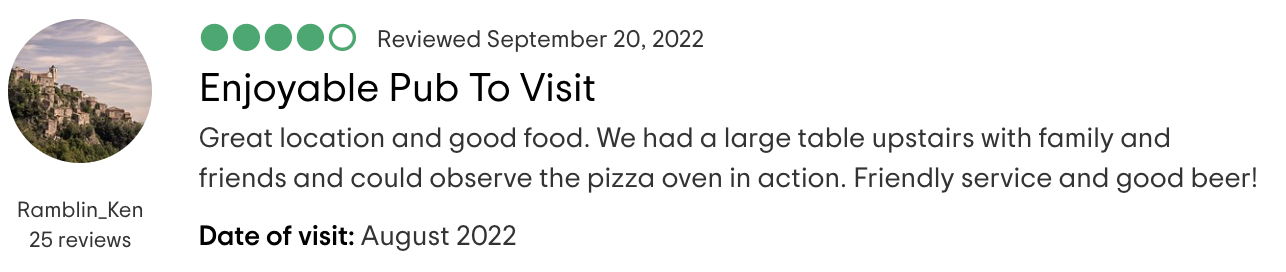 Reviewed September 20, 2022
Enjoyable Pub To Visit
Great location and good food. We had a large table upstairs with family and
friends and could observe the pizza oven in action. Friendly service and good beer!
Date of visit: August 2022
Ramblin_Ken
25 reviews